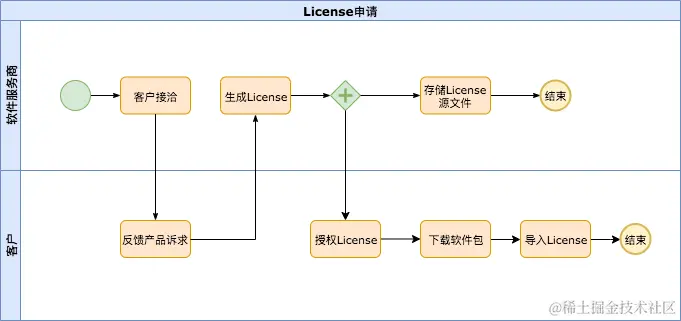 License申请
软件服务商
客户接洽
生成License
存储License
源文件
结束
客户
反馈产品诉求
授权License
下载软件包
导入License
结束
@稀土掘金技术社区